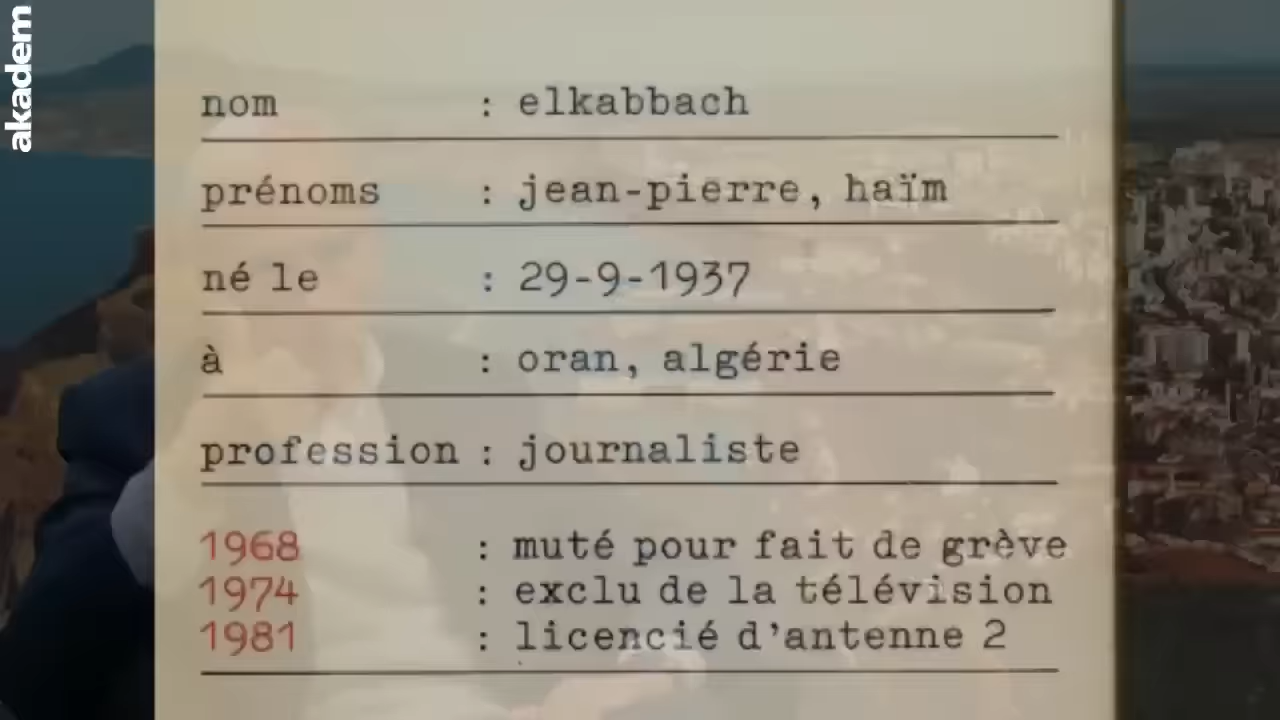 akadem
nom : elkabbach
prénoms : jean-pierre, haïm
né le : 29-9-1937
à : oran, algérie
profession : journaliste
1968 : muté pour fait de grève
1974 : exclu de la télévision
1981 : licencié d'antenne 2